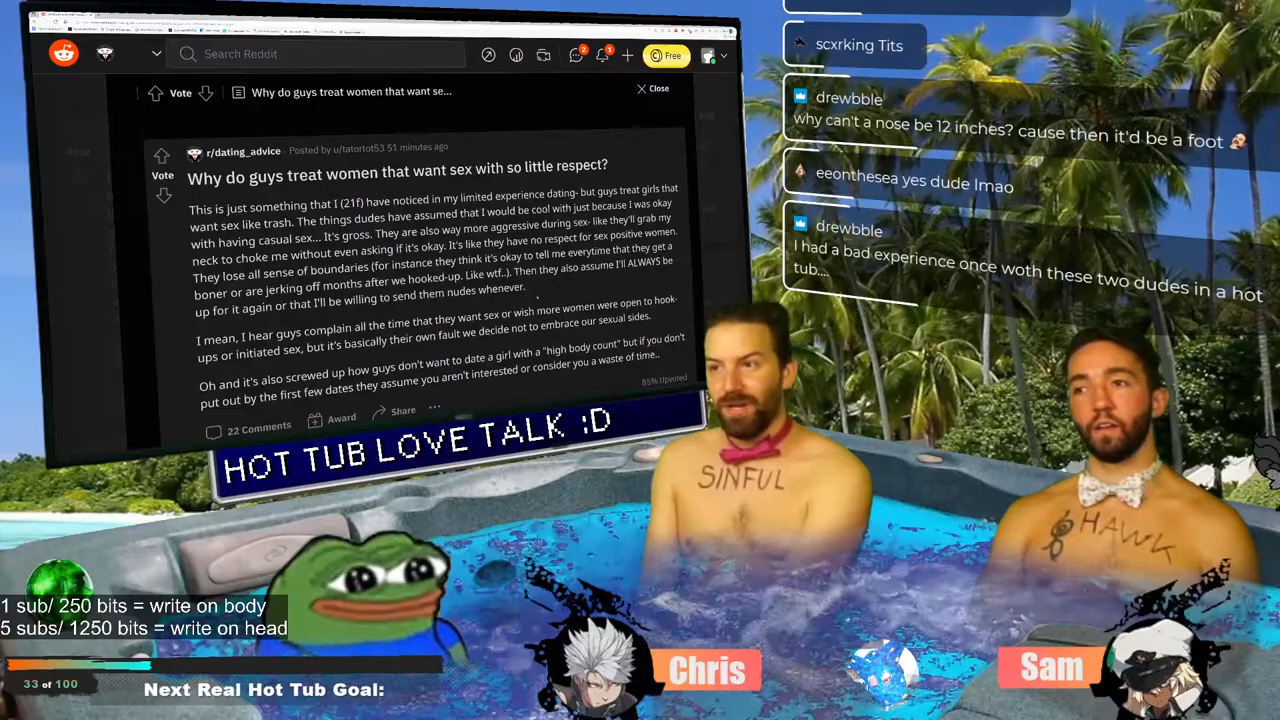 Search Reddit
2
1
Free
Vote
Why do guys treat women that want se...
Close
r/dating_advice · Posted by u/tatortot53 51 minutes ago
Vote
Why do guys treat women that want sex with so little respect?
This is just something that I (21f) have noticed in my limited experience dating- but guys treat girls that
want sex like trash. The things dudes have assumed that I would be cool with just because I was okay
with having casual sex... It's gross. They are also way more aggressive during sex- like they'll grab my
neck to choke me without even asking if it's okay. It's like they have no respect for sex positive women.
They lose all sense of boundaries (for instance they think it's okay to tell me everytime that they get a
boner or are jerking off months after we hooked-up. Like wtf..). Then they also assume I'll ALWAYS be
up for it again or that I'll be willing to send them nudes whenever.
I mean, I hear guys complain all the time that they want sex or wish more women were open to hook-
ups or initiated sex, but it's basically their own fault we decide not to embrace our sexual sides.
Oh and it's also screwed up how guys don't want to date a girl with a "high body count" but if you don't
put out by the first few dates they assume you aren't interested or consider you a waste of time..
85% Upvoted
22 Comments
Award
Share
...
HOT TUB LOVE TALK :D
scxrking Tits
drewbble
why can't a nose be 12 inches? cause then it'd be a foot
eeonthesea yes dude lmao
drewbble
I had a bad experience once woth these two dudes in a hot
tub....
SINFUL
HAWK
1 sub/ 250 bits = write on body
5 subs/ 1250 bits = write on head
33 of 100
Next Real Hot Tub Goal:
Chris
Sam